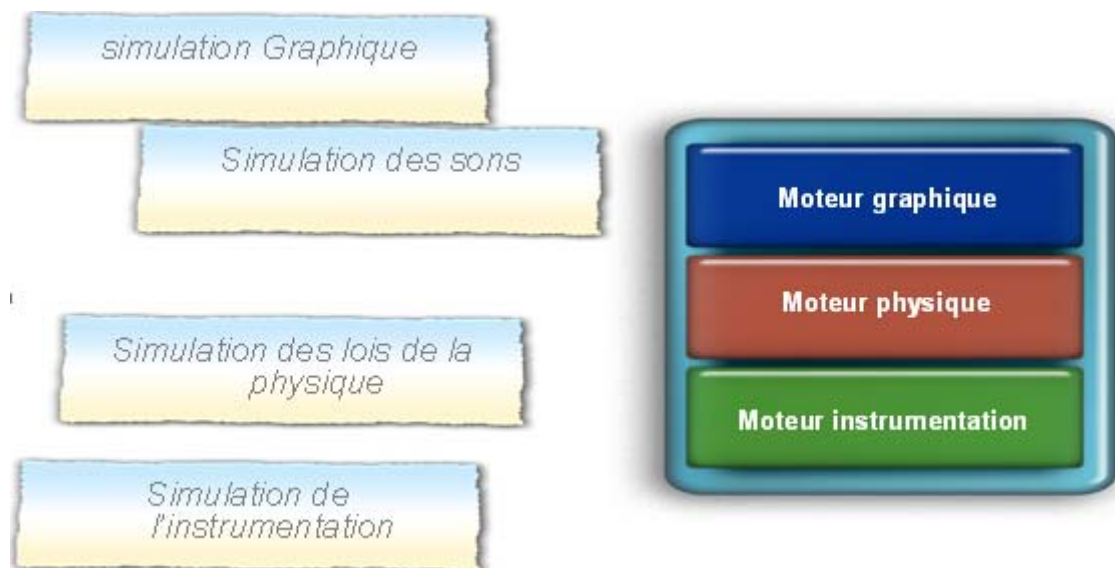 simulation Graphique
Simulation des sons
Simulation des lois de la
physique
Simulation de
l'instrumentation
Moteur graphique
Moteur physique
Moteur instrumentation